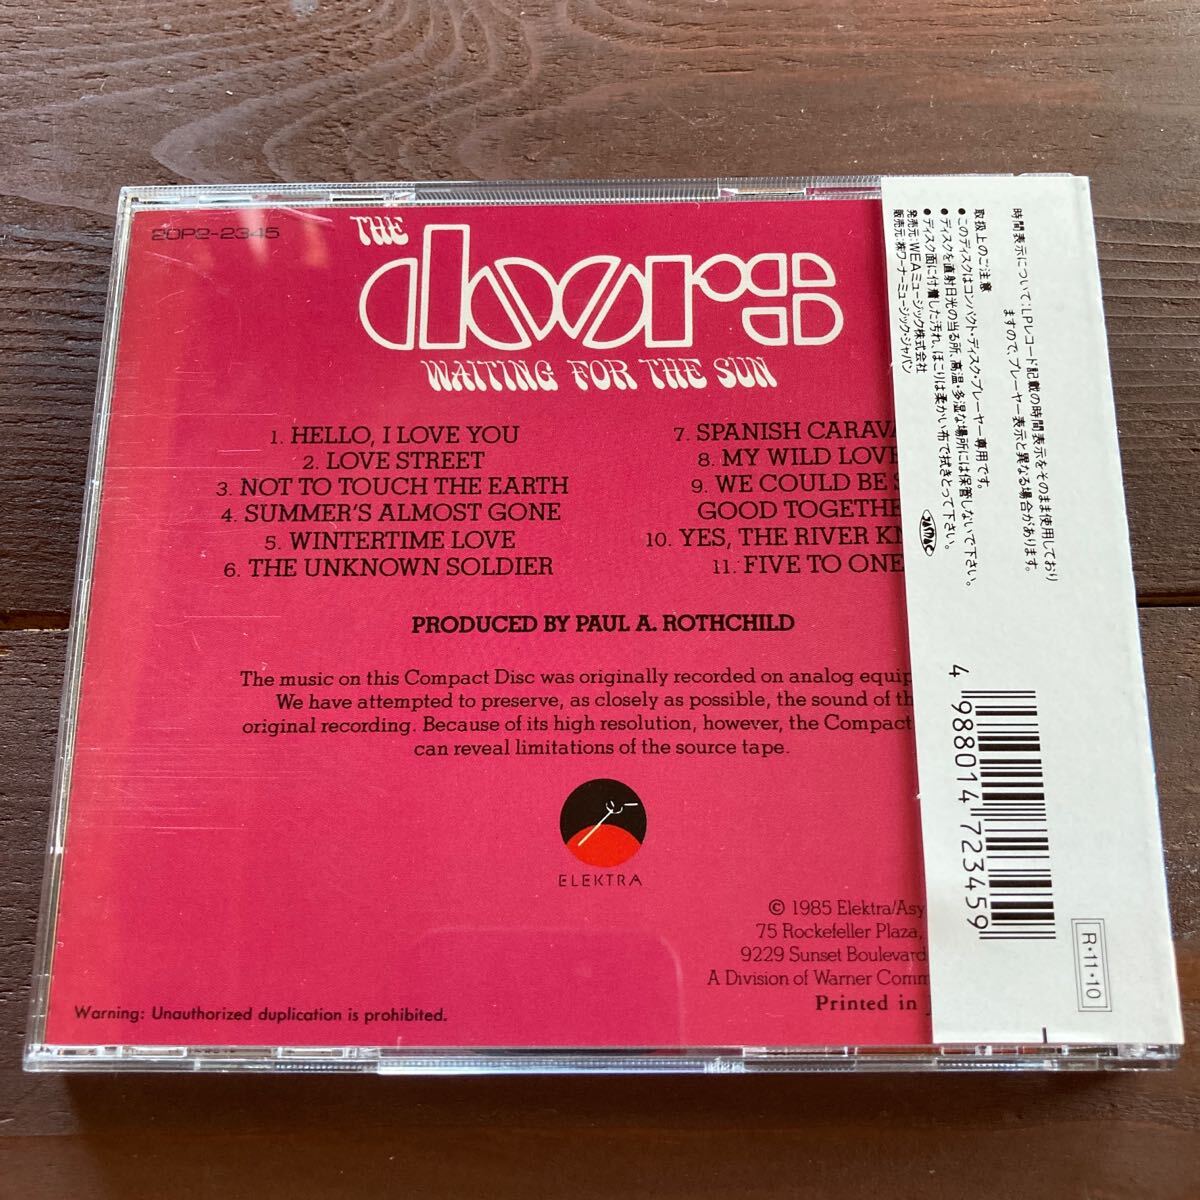 20P2-2345
THE
doors
WAITING FOR THE SUN
1. HELLO, I LOVE YOU
2. LOVE STREET
3. NOT TO TOUCH THE EARTH
4. SUMMER'S ALMOST GONE
5. WINTERTIME LOVE
6. THE UNKNOWN SOLDIER
7. SPANISH CARAVA
8. MY WILD LOVE
9. WE COULD BE S
GOOD TOGETHE
10. YES, THE RIVER KN
11. FIVE TO ONE
PRODUCED BY PAUL A. ROTHCHILD
The music on this Compact Disc was originally recorded on analog equip
We have attempted to preserve, as closely as possible, the sound of th
original recording. Because of its high resolution, however, the Compact
can reveal limitations of the source tape.
ELEKTRA
© 1985 Elektra/Asy
75 Rockefeller Plaza,
9229 Sunset Boulevard
A Division of Warner Comm
Printed in
Warning: Unauthorized duplication is prohibited.
時間表示について:LPレコード記載の時間表示をそのまま使用しており
ますので、プレーヤー表示と異なる場合があります。
取扱上のご注意
●このディスクはコンパクト・ディスク・プレーヤー専用です。
●ディスクを直射日光の当る所、高温・多湿な場所には保管しないで下さい。
●ディスク面に付着した汚れ、ほこりは柔かい布で拭きとって下さい。
発売元:WEAミュージック株式会社
販売元:㈱ワーナーミュージック・ジャパン
JASRAC
4 988014 723459
R・11・10